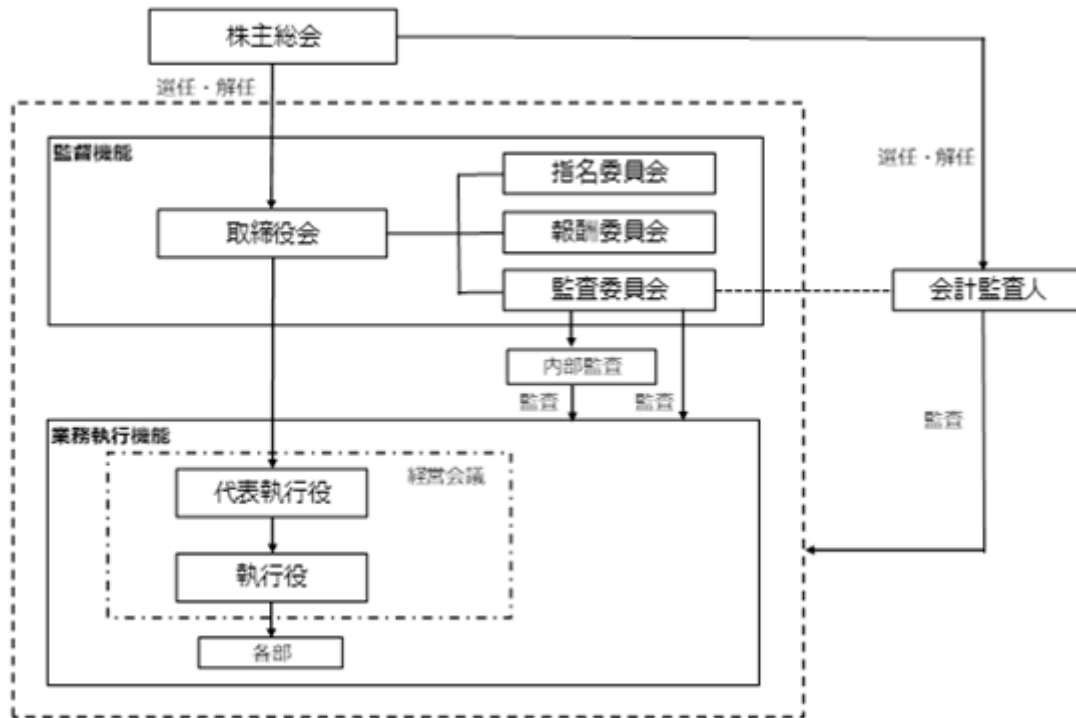 株主総会
選任・解任
監督機能
指名委員会
選任・解任
取締役会
報酬委員会
監査委員会
会計監査人
内部監査
監査
監査
監査
業務執行機能
経営会議
代表執行役
執行役
各部